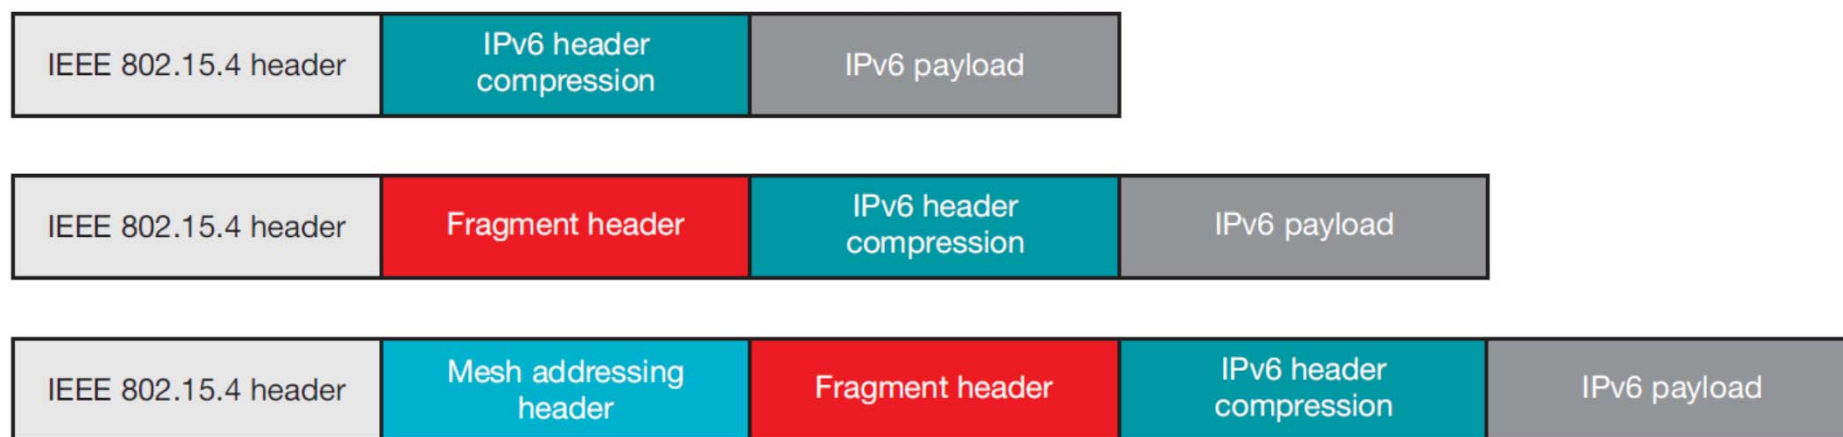 IEEE 802.15.4 header
IPv6 header
compression
IPv6 payload
IEEE 802.15.4 header
Fragment header
IPv6 header
compression
IPv6 payload
IEEE 802.15.4 header
Mesh addressing
header
Fragment header
IPv6 header
compression
IPv6 payload